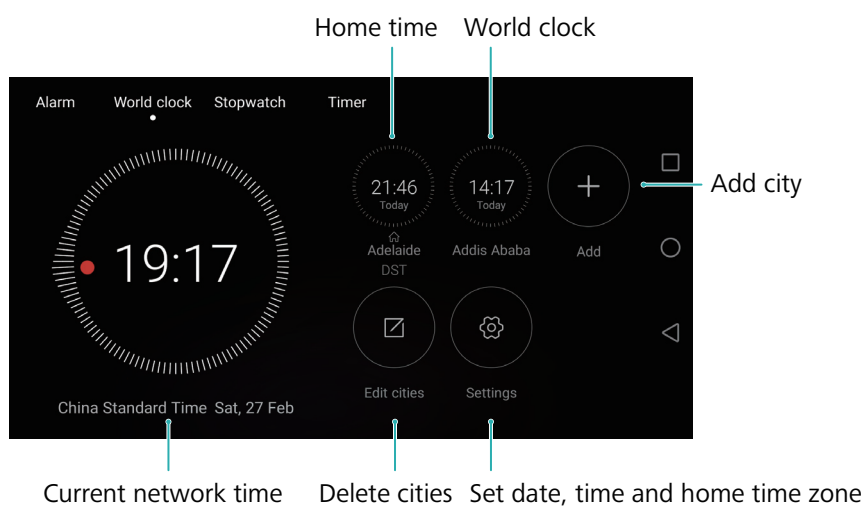 Home time World clock
Alarm World clock Stopwatch Timer
21:46 14:17
Today Today
Add city
19:17
Adelaide Addis Ababa Add
DST
Edit cities Settings
China Standard Time Sat, 27 Feb
Current network time Delete cities Set date, time and home time zone